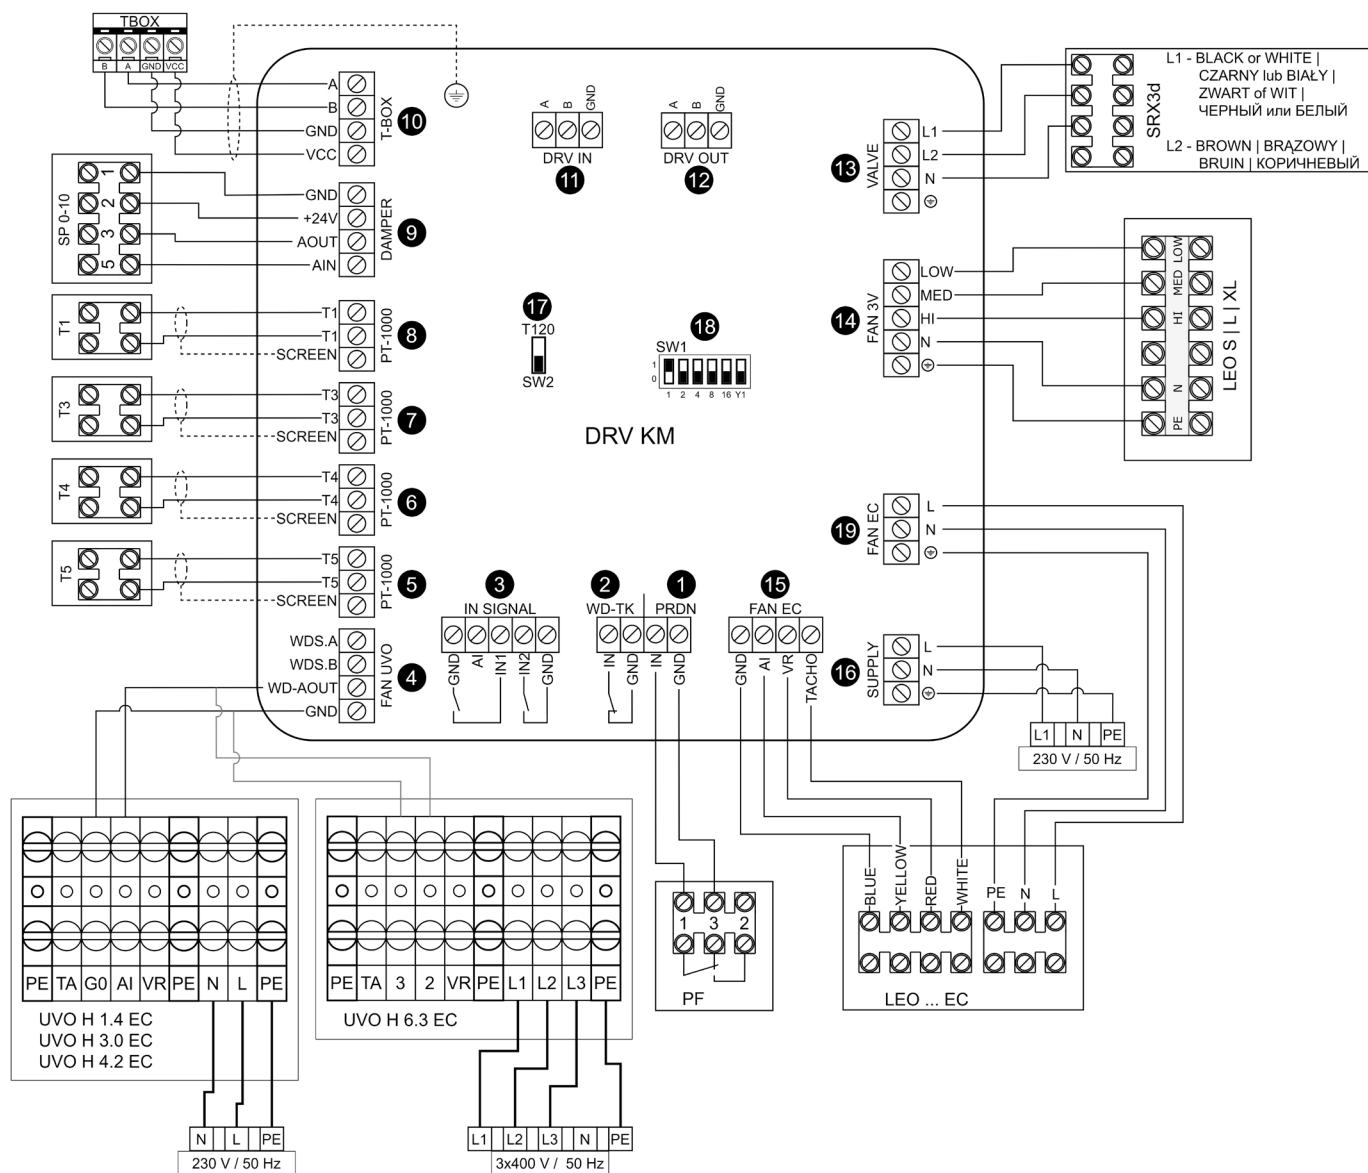 TBOX
B A GND VCC
A
B
GND
VCC
T-BOX
10
SP 0-10
1
2
3
5
GND
+24V
AOUT
AIN
DAMPER
9
T1
T1
T1
SCREEN
PT-1000
8
T3
T3
T3
SCREEN
PT-1000
7
T4
T4
T4
SCREEN
PT-1000
6
T5
T5
T5
SCREEN
PT-1000
5
WDS.A
WDS.B
WD-AOUT
GND
FAN UVO
4
A B GND
DRV IN
11
A B GND
DRV OUT
12
17
T120
SW2
18
SW1
1
0
1 2 4 8 16 Y1
DRV KM
13
VALVE
L1
L2
N
SRX3d
L1 - BLACK or WHITE |
CZARNY lub BIAŁY |
ZWART of WIT |
ЧЕРНЫЙ или БЕЛЫЙ
L2 - BROWN | BRĄZOWY |
BRUIN | КОРИЧНЕВЫЙ
14
FAN 3V
LOW
MED
HI
N
LOW
MED
HI
N
PE
LEO S | L | XL
19
FAN EC
L
N
3
IN SIGNAL
GND AI IN1 IN2 GND
2 1
WD-TK PRDN
IN GND IN GND
15
FAN EC
GND AI VR TACHO
16
SUPPLY
L
N
L1 N PE
230 V / 50 Hz
PE TA G0 AI VR PE N L PE
UVO H 1.4 EC
UVO H 3.0 EC
UVO H 4.2 EC
N L PE
230 V / 50 Hz
PE TA 3 2 VR PE L1 L2 L3 PE
UVO H 6.3 EC
L1 L2 L3 N PE
3x400 V / 50 Hz
1 3 2
PF
BLUE YELLOW RED WHITE PE N L
LEO ... EC